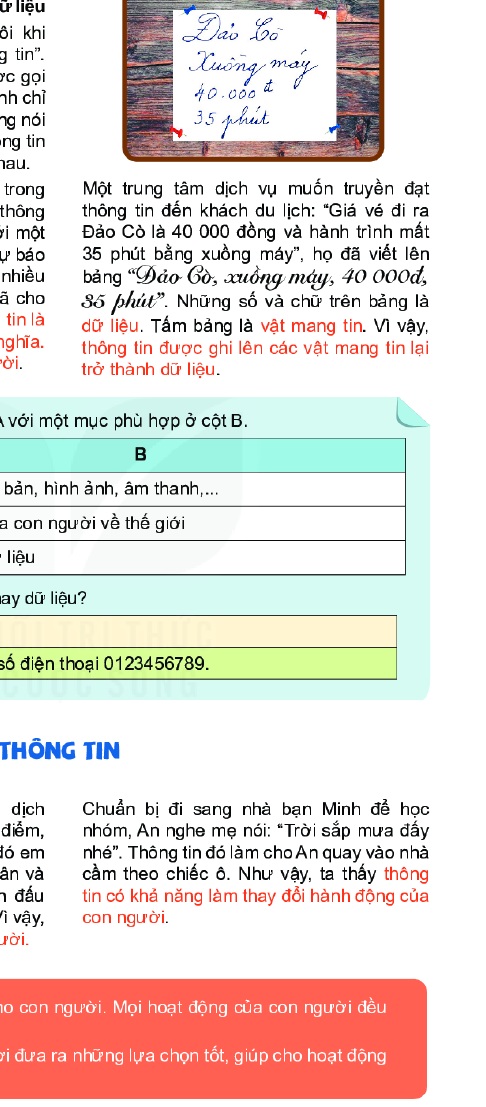 ữ liệu
ôi khi
g tin”.
ợc gọi
nh chỉ
ng nói
ong tin
nau.
trong
thông
ới một
ự báo
nhiều
ã cho
tin là
nghĩa.
ời.
Đảo Cò
Xuồng máy
40.000đ
35 phút
Một trung tâm dịch vụ muốn truyền đạt
thông tin đến khách du lịch: “Giá vé đi ra
Đảo Cò là 40 000 đồng và hành trình mất
35 phút bằng xuồng máy”, họ đã viết lên
bảng “Đảo Cò, xuồng máy, 40 000đ,
35 phút”. Những số và chữ trên bảng là
dữ liệu. Tấm bảng là vật mang tin. Vì vậy,
thông tin được ghi lên các vật mang tin lại
trở thành dữ liệu.
A với một mục phù hợp ở cột B.
B
bản, hình ảnh, âm thanh,...
a con người về thế giới
liệu
ay dữ liệu?
số điện thoại 0123456789.
THÔNG TIN
dịch
điểm,
đó em
ân và
n đấu
Vì vậy,
ười.
Chuẩn bị đi sang nhà bạn Minh để học
nhóm, An nghe mẹ nói: “Trời sắp mưa đấy
nhé”. Thông tin đó làm cho An quay vào nhà
cầm theo chiếc ô. Như vậy, ta thấy thông
tin có khả năng làm thay đổi hành động của
con người.
ho con người. Mọi hoạt động của con người đều
ời đưa ra những lựa chọn tốt, giúp cho hoạt động